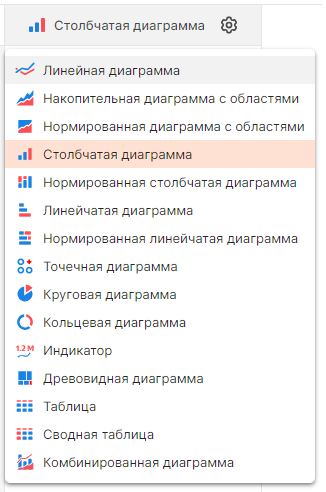 Столбчатая диаграмма
Линейная диаграмма
Накопительная диаграмма с областями
Нормированная диаграмма с областями
Столбчатая диаграмма
Нормированная столбчатая диаграмма
Линейчатая диаграмма
Нормированная линейчатая диаграмма
Точечная диаграмма
Круговая диаграмма
Кольцевая диаграмма
1.2M Индикатор
Древовидная диаграмма
Таблица
Сводная таблица
Комбинированная диаграмма